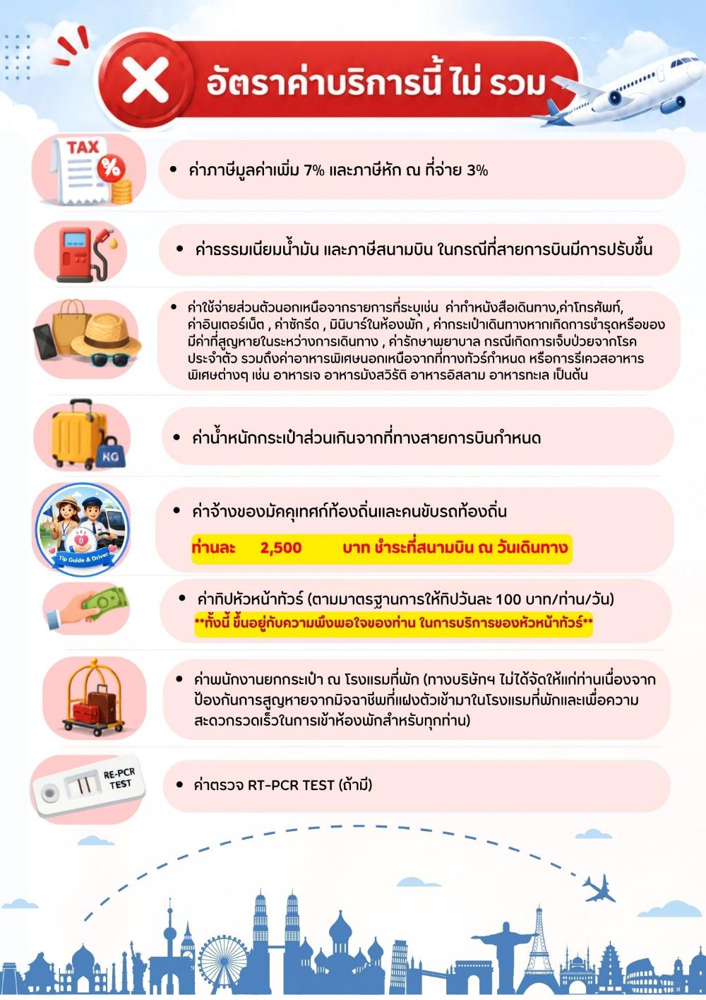 อัตราค่าบริการนี้ ไม่ รวม
TAX
%
• ค่าภาษีมูลค่าเพิ่ม 7% และภาษีหัก ณ ที่จ่าย 3%
• ค่าธรรมเนียมน้ำมัน และภาษีสนามบิน ในกรณีที่สายการบินมีการปรับขึ้น
• ค่าใช้จ่ายส่วนตัวนอกเหนือจากรายการที่ระบุเช่น ค่าทำหนังสือเดินทาง,ค่าโทรศัพท์,
ค่าอินเตอร์เน็ต , ค่าซักรีด , มินิบาร์ในห้องพัก , ค่ากระเป๋าเดินทางหากเกิดการชำรุดหรือของ
มีค่าที่สูญหายในระหว่างการเดินทาง , ค่ารักษาพยาบาล กรณีเกิดการเจ็บป่วยจากโรค
ประจำตัว รวมถึงค่าอาหารพิเศษนอกเหนือจากที่ทางทัวร์กำหนด หรือการรีเควสอาหาร
พิเศษต่างๆ เช่น อาหารเจ อาหารมังสวิรัติ อาหารอิสลาม อาหารทะเล เป็นต้น
• ค่าน้ำหนักกระเป๋าส่วนเกินจากที่ทางสายการบินกำหนด
• ค่าจ้างของมัคคุเทศก์ท้องถิ่นและคนขับรถท้องถิ่น
ท่านละ 2,500 บาท ชำระที่สนามบิน ณ วันเดินทาง
฿
Tip Guide & Driver
• ค่าทิปหัวหน้าทัวร์ (ตามมาตรฐานการให้ทิปวันละ 100 บาท/ท่าน/วัน)
**ทั้งนี้ ขึ้นอยู่กับความพึงพอใจของท่าน ในการบริการของหัวหน้าทัวร์**
• ค่าพนักงานยกกระเป๋า ณ โรงแรมที่พัก (ทางบริษัทฯ ไม่ได้จัดให้แก่ท่านเนื่องจาก
ป้องกันการสูญหายจากมิจฉาชีพที่แฝงตัวเข้ามาในโรงแรมที่พักและเพื่อความ
สะดวกรวดเร็วในการเข้าห้องพักสำหรับทุกท่าน)
RE-PCR
TEST
• ค่าตรวจ RT-PCR TEST (ถ้ามี)